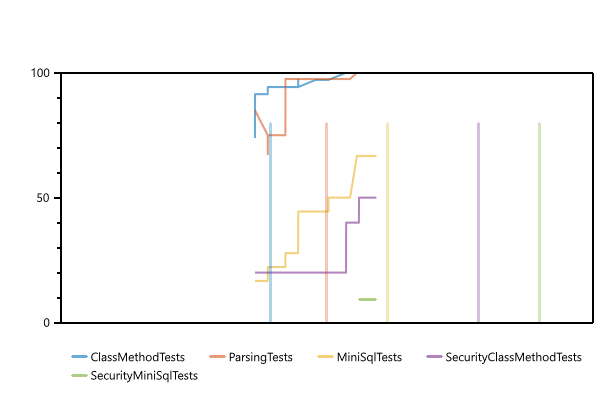 100
50
0
ClassMethodTests ParsingTests MiniSqlTests SecurityClassMethodTests
SecurityMiniSqlTests